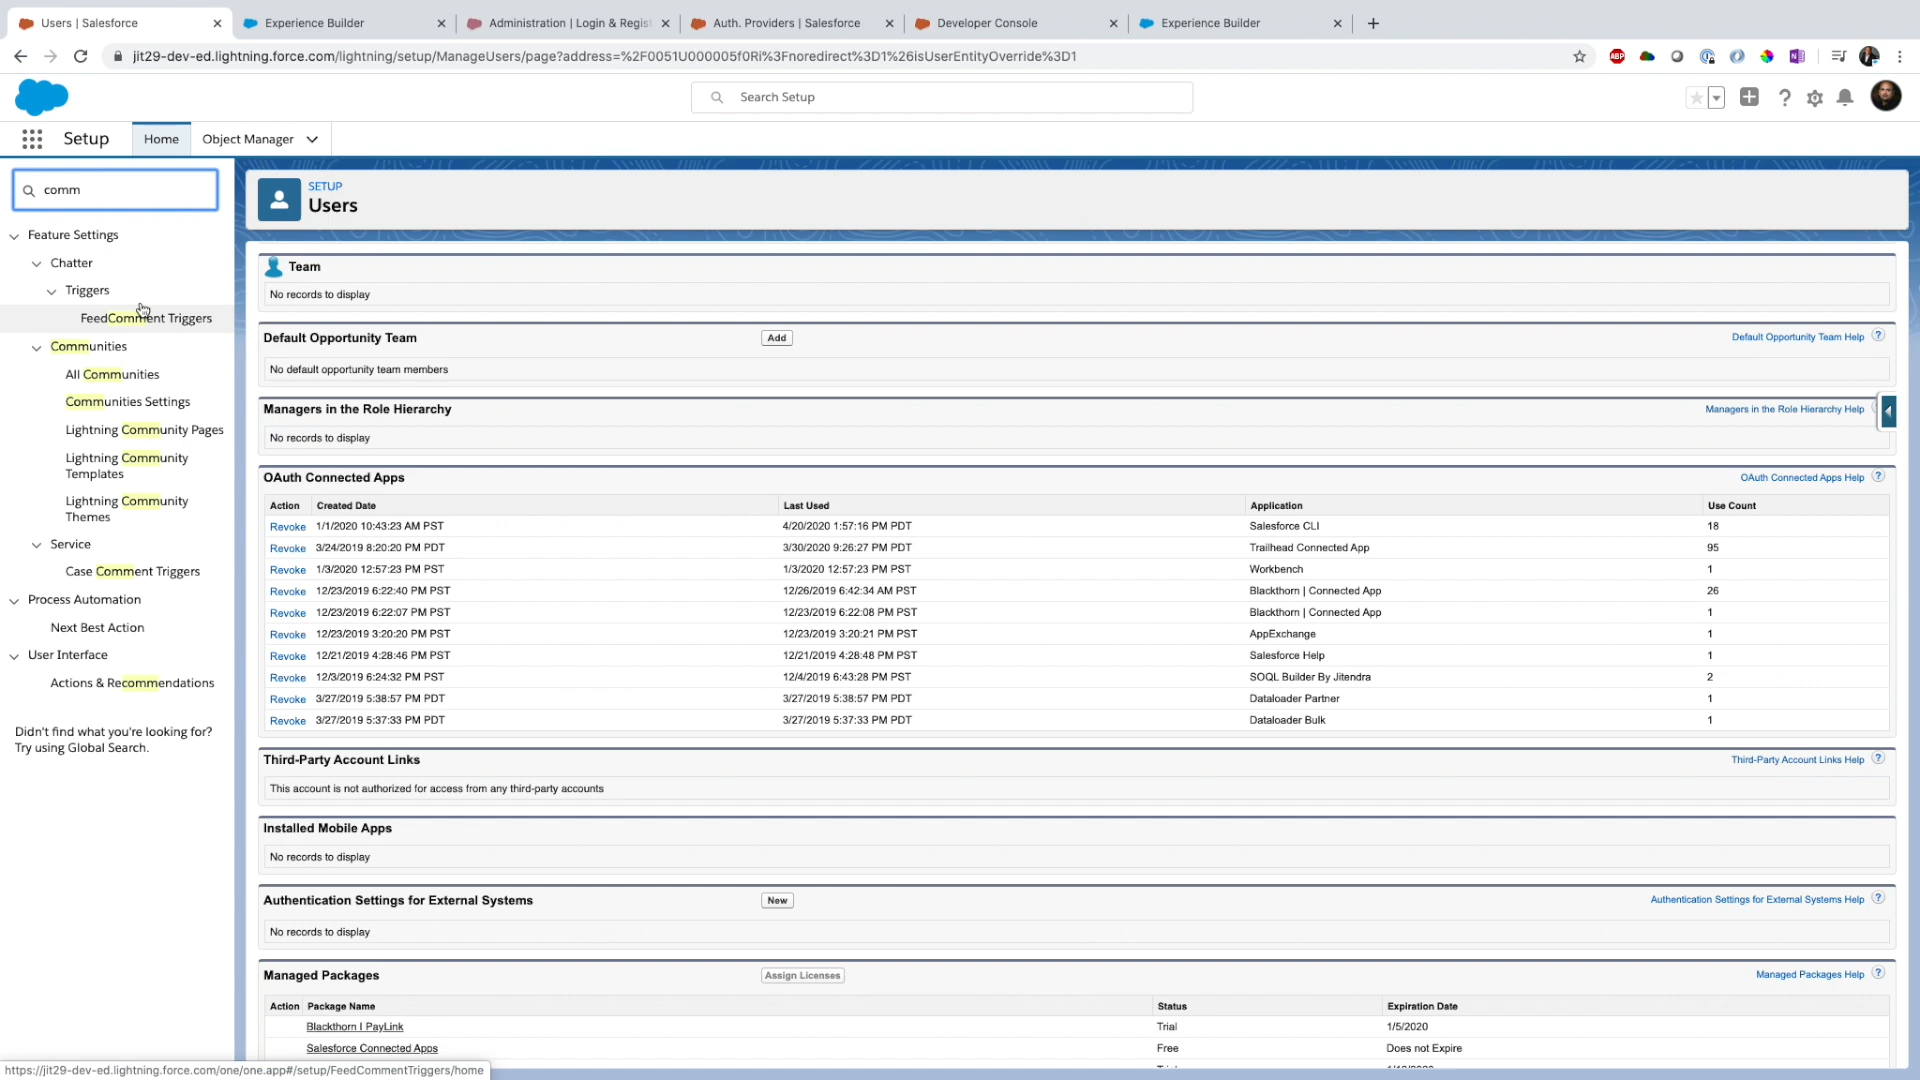 Users | Salesforce
Experience Builder
Administration | Login & Regist
Auth. Providers | Salesforce
Developer Console
Experience Builder
jit29-dev-ed.lightning.force.com/lightning/setup/ManageUsers/page?address=%2F0051U000005f0Ri%3Fnoredirect%3D1%26isUserEntityOverride%3D1
ABP
Search Setup
Setup
Home
Object Manager
comm
Feature Settings
Chatter
Triggers
FeedComment Triggers
Communities
All Communities
Communities Settings
Lightning Community Pages
Lightning Community
Templates
Lightning Community
Themes
Service
Case Comment Triggers
Process Automation
Next Best Action
User Interface
Actions & Recommendations
Didn't find what you're looking for?
Try using Global Search.
SETUP
Users
Team
No records to display
Default Opportunity Team Add Default Opportunity Team Help ?
No default opportunity team members
Managers in the Role Hierarchy Managers in the Role Hierarchy Help
No records to display
OAuth Connected Apps OAuth Connected Apps Help ?
Action Created Date Last Used Application Use Count
Revoke 1/1/2020 10:43:23 AM PST 4/20/2020 1:57:16 PM PDT Salesforce CLI 18
Revoke 3/24/2019 8:20:20 PM PDT 3/30/2020 9:26:27 PM PDT Trailhead Connected App 95
Revoke 1/3/2020 12:57:23 PM PST 1/3/2020 12:57:23 PM PST Workbench 1
Revoke 12/23/2019 6:22:40 PM PST 12/26/2019 6:42:34 AM PST Blackthorn | Connected App 26
Revoke 12/23/2019 6:22:07 PM PST 12/23/2019 6:22:08 PM PST Blackthorn | Connected App 1
Revoke 12/23/2019 3:20:20 PM PST 12/23/2019 3:20:21 PM PST AppExchange 1
Revoke 12/21/2019 4:28:46 PM PST 12/21/2019 4:28:48 PM PST Salesforce Help 1
Revoke 12/3/2019 6:24:32 PM PST 12/4/2019 6:43:28 PM PST SOQL Builder By Jitendra 2
Revoke 3/27/2019 5:38:57 PM PDT 3/27/2019 5:38:57 PM PDT Dataloader Partner 1
Revoke 3/27/2019 5:37:33 PM PDT 3/27/2019 5:37:33 PM PDT Dataloader Bulk 1
Third-Party Account Links Third-Party Account Links Help ?
This account is not authorized for access from any third-party accounts
Installed Mobile Apps
No records to display
Authentication Settings for External Systems New Authentication Settings for External Systems Help ?
No records to display
Managed Packages Assign Licenses Managed Packages Help ?
Action Package Name Status Expiration Date
Blackthorn | PayLink Trial 1/5/2020
Salesforce Connected Apps Free Does not Expire
https://jit29-dev-ed.lightning.force.com/one/one.app#/setup/FeedCommentTriggers/home